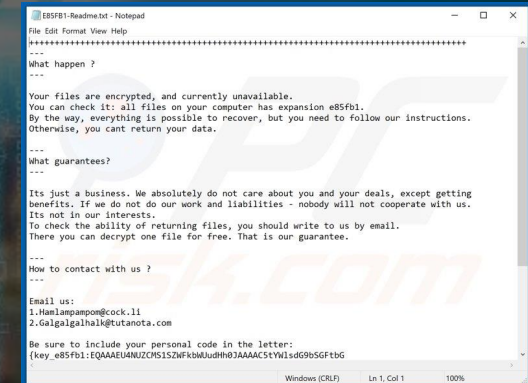 E85FB1-Readme.txt - Notepad
File Edit Format View Help
+++++++++++++++++++++++++++++++++++++++++++++++++++++++++++++++++++++++++++++++++++++
---
What happen ?
---
Your files are encrypted, and currently unavailable.
You can check it: all files on your computer has expansion e85fb1.
By the way, everything is possible to recover, but you need to follow our instructions.
Otherwise, you cant return your data.
---
What guarantees?
---
Its just a business. We absolutely do not care about you and your deals, except getting
benefits. If we do not do our work and liabilities - nobody will not cooperate with us.
Its not in our interests.
To check the ability of returning files, you should write to us by email.
There you can decrypt one file for free. That is our guarantee.
---
How to contact with us ?
---
Email us:
1.Hamlampampom@cock.li
2.Galgalgalhalk@tutanota.com
Be sure to include your personal code in the letter:
{key_e85fb1:EQAAAEU4NUZCMS1SZWFkbWUudHh0JAAAAC5tYWlsdG9bSGFtbG
Windows (CRLF) Ln 1, Col 1 100%
PC
risk.com